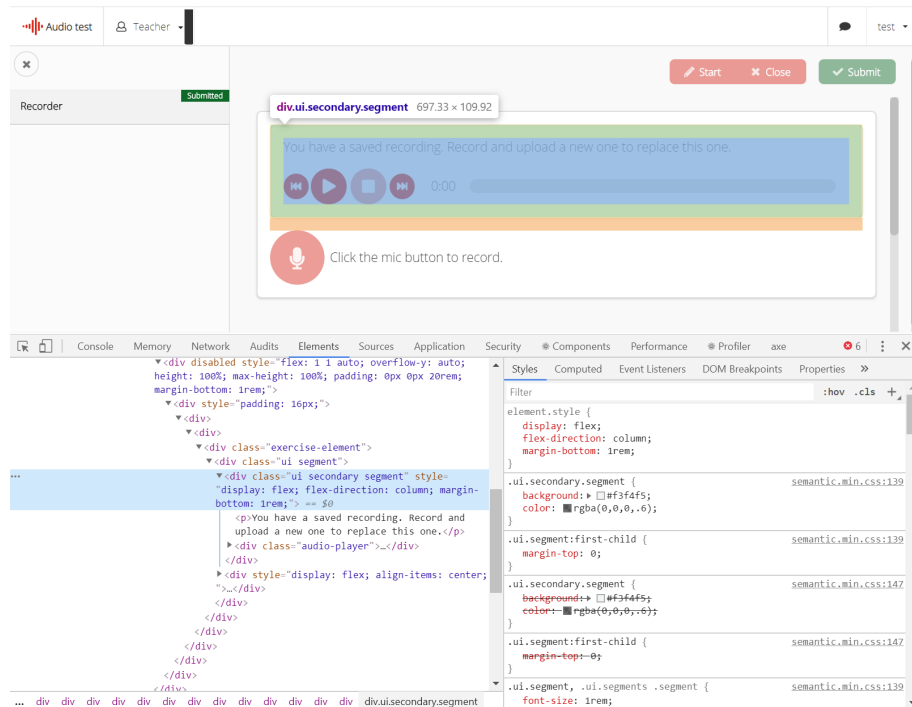 Audio test
Teacher
test
Start
Close
Submit
Submitted
Recorder
div.ui.secondary.segment 697.33 × 109.92
You have a saved recording. Record and upload a new one to replace this one.
0:00
Click the mic button to record.
Console Memory Network Audits Elements Sources Application Security Components Performance Profiler axe 6
▼<div disabled style="flex: 1 1 auto; overflow-y: auto;
height: 100%; max-height: 100%; padding: 0px 0px 20rem;
margin-bottom: 1rem;">
▼<div style="padding: 16px;">
▼<div>
▼<div>
▼<div class="exercise-element">
▼<div class="ui segment">
… ▼<div class="ui secondary segment" style=
"display: flex; flex-direction: column; margin-
bottom: 1rem;"> == $0
<p>You have a saved recording. Record and
upload a new one to replace this one.</p>
▶<div class="audio-player">…</div>
</div>
▶<div style="display: flex; align-items: center;
">…</div>
</div>
</div>
</div>
</div>
</div>
</div>
</div>
… div div div div div div div div div div div div div div.ui.secondary.segment
Styles Computed Event Listeners DOM Breakpoints Properties »
Filter :hov .cls +
element.style {
display: flex;
flex-direction: column;
margin-bottom: 1rem;
}
.ui.secondary.segment { semantic.min.css:139
background:▶ #f3f4f5;
color: rgba(0,0,0,.6);
}
.ui.segment:first-child { semantic.min.css:139
margin-top: 0;
}
.ui.secondary.segment { semantic.min.css:147
background:▶ #f3f4f5;
color: rgba(0,0,0,.6);
}
.ui.segment:first-child { semantic.min.css:147
margin-top: 0;
}
.ui.segment, .ui.segments .segment { semantic.min.css:139
font-size: 1rem;